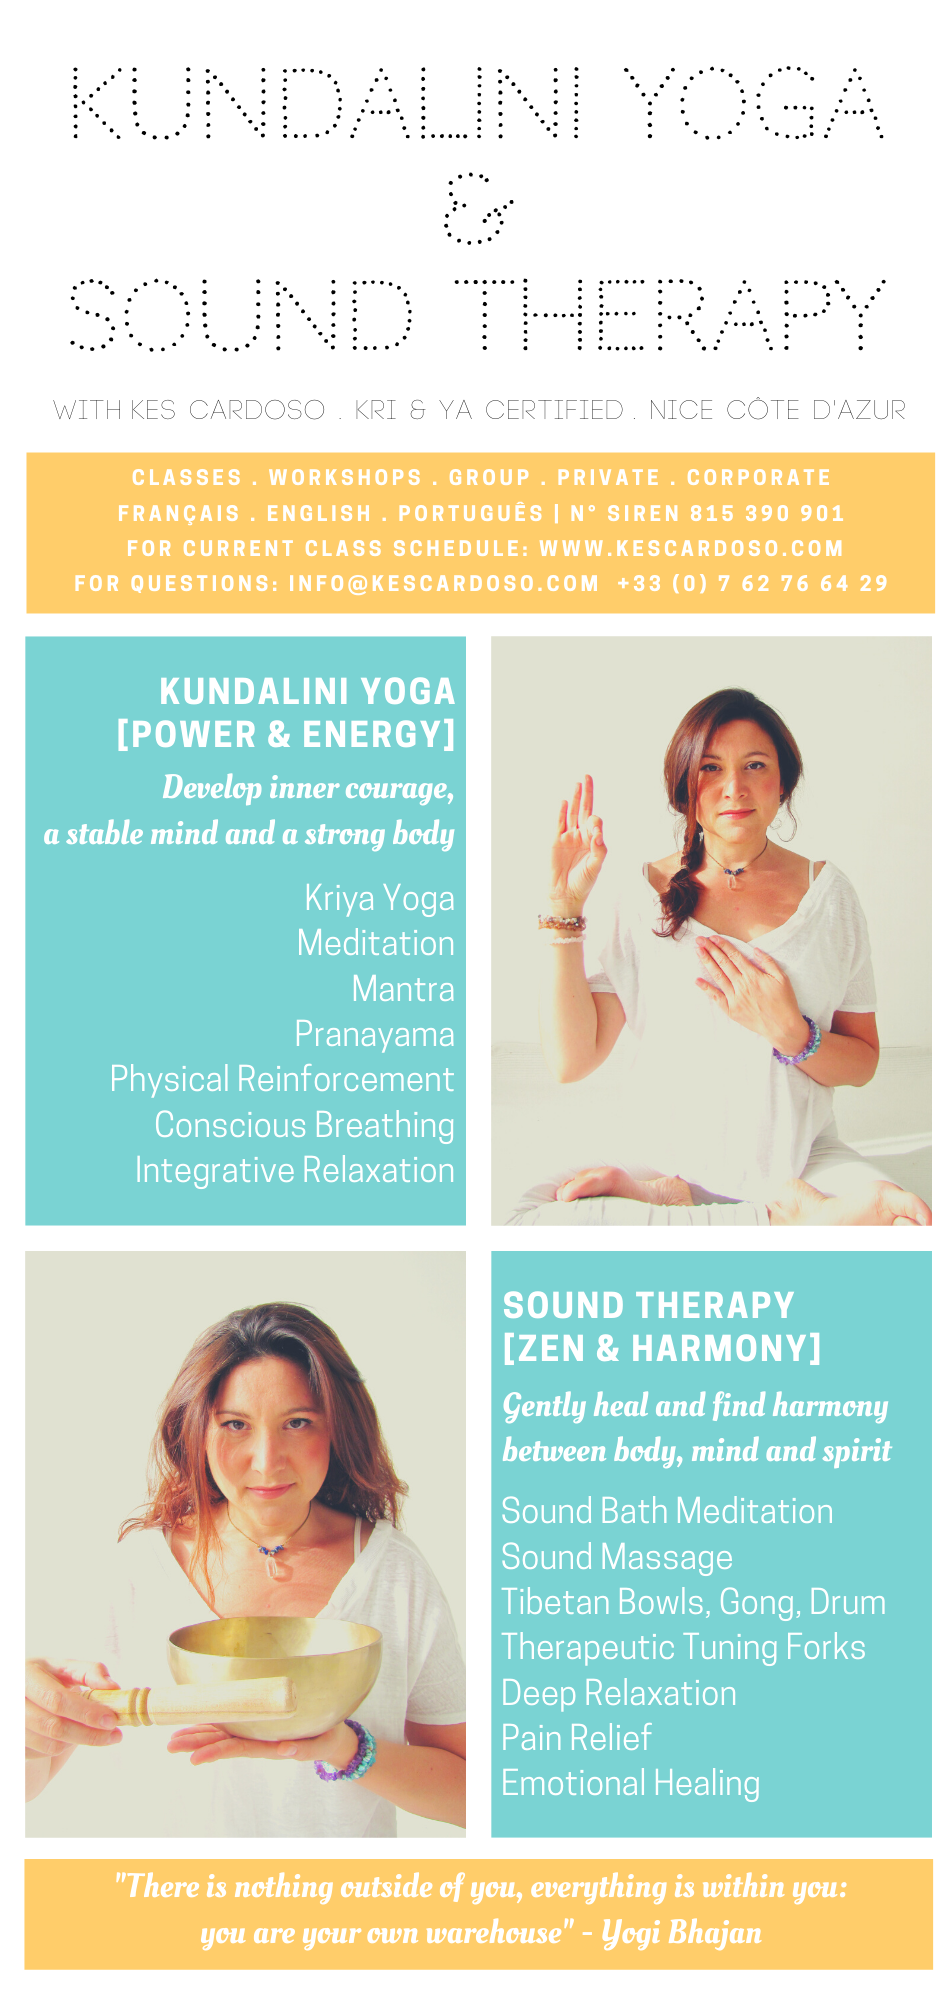 KUNDALINI YOGA
&
SOUND THERAPY
WITH KES CARDOSO . KRI & YA CERTIFIED . NICE CÔTE D'AZUR
CLASSES . WORKSHOPS . GROUP . PRIVATE . CORPORATE
FRANÇAIS . ENGLISH . PORTUGUÊS | N° SIREN 815 390 901
FOR CURRENT CLASS SCHEDULE: WWW.KESCARDOSO.COM
FOR QUESTIONS: INFO@KESCARDOSO.COM +33 (0) 7 62 76 64 29
KUNDALINI YOGA
[POWER & ENERGY]
Develop inner courage,
a stable mind and a strong body
Kriya Yoga
Meditation
Mantra
Pranayama
Physical Reinforcement
Conscious Breathing
Integrative Relaxation
SOUND THERAPY
[ZEN & HARMONY]
Gently heal and find harmony
between body, mind and spirit
Sound Bath Meditation
Sound Massage
Tibetan Bowls, Gong, Drum
Therapeutic Tuning Forks
Deep Relaxation
Pain Relief
Emotional Healing
"There is nothing outside of you, everything is within you:
you are your own warehouse" - Yogi Bhajan